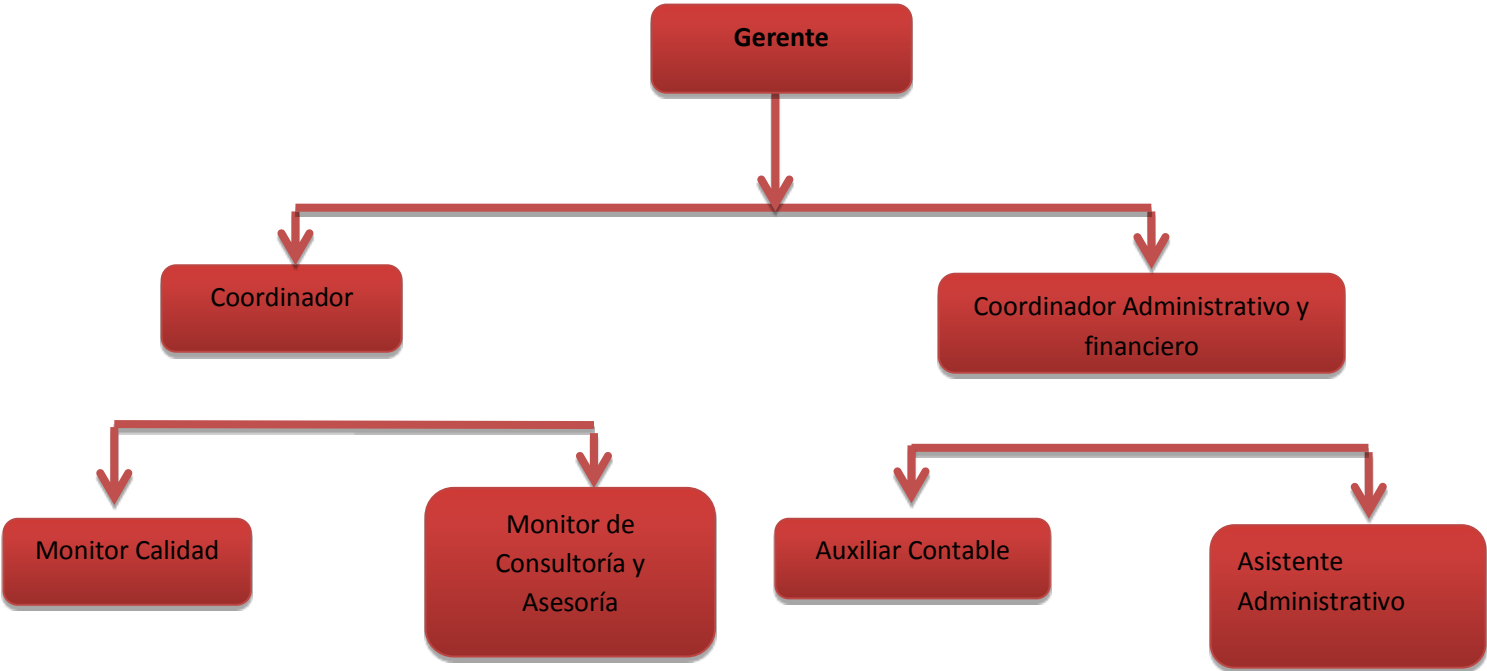 Gerente
Coordinador
Coordinador Administrativo y
financiero
Monitor Calidad
Monitor de
Consultoría y
Asesoría
Auxiliar Contable
Asistente
Administrativo